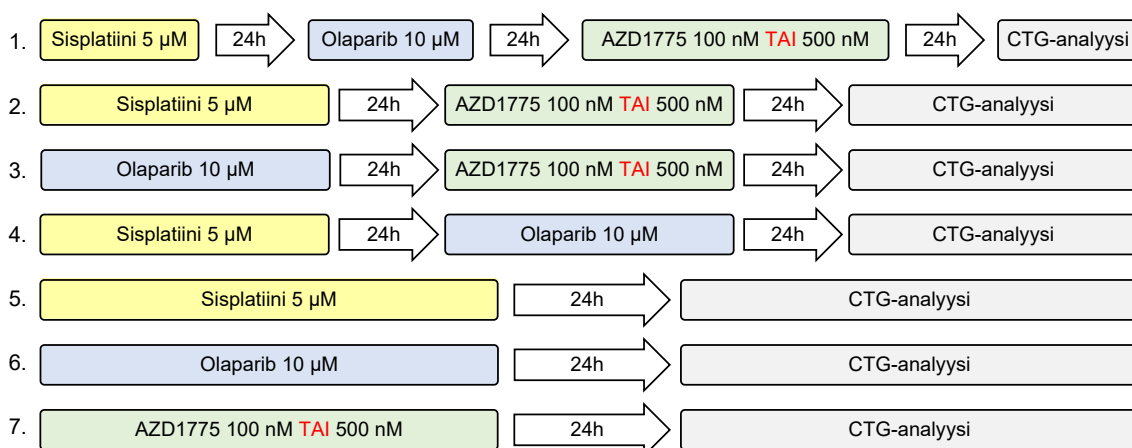 1. Sisplatiini 5 µM 24h Olaparib 10 µM 24h AZD1775 100 nM TAI 500 nM 24h CTG-analyysi
2. Sisplatiini 5 µM 24h AZD1775 100 nM TAI 500 nM 24h CTG-analyysi
3. Olaparib 10 µM 24h AZD1775 100 nM TAI 500 nM 24h CTG-analyysi
4. Sisplatiini 5 µM 24h Olaparib 10 µM 24h CTG-analyysi
5. Sisplatiini 5 µM 24h CTG-analyysi
6. Olaparib 10 µM 24h CTG-analyysi
7. AZD1775 100 nM TAI 500 nM 24h CTG-analyysi